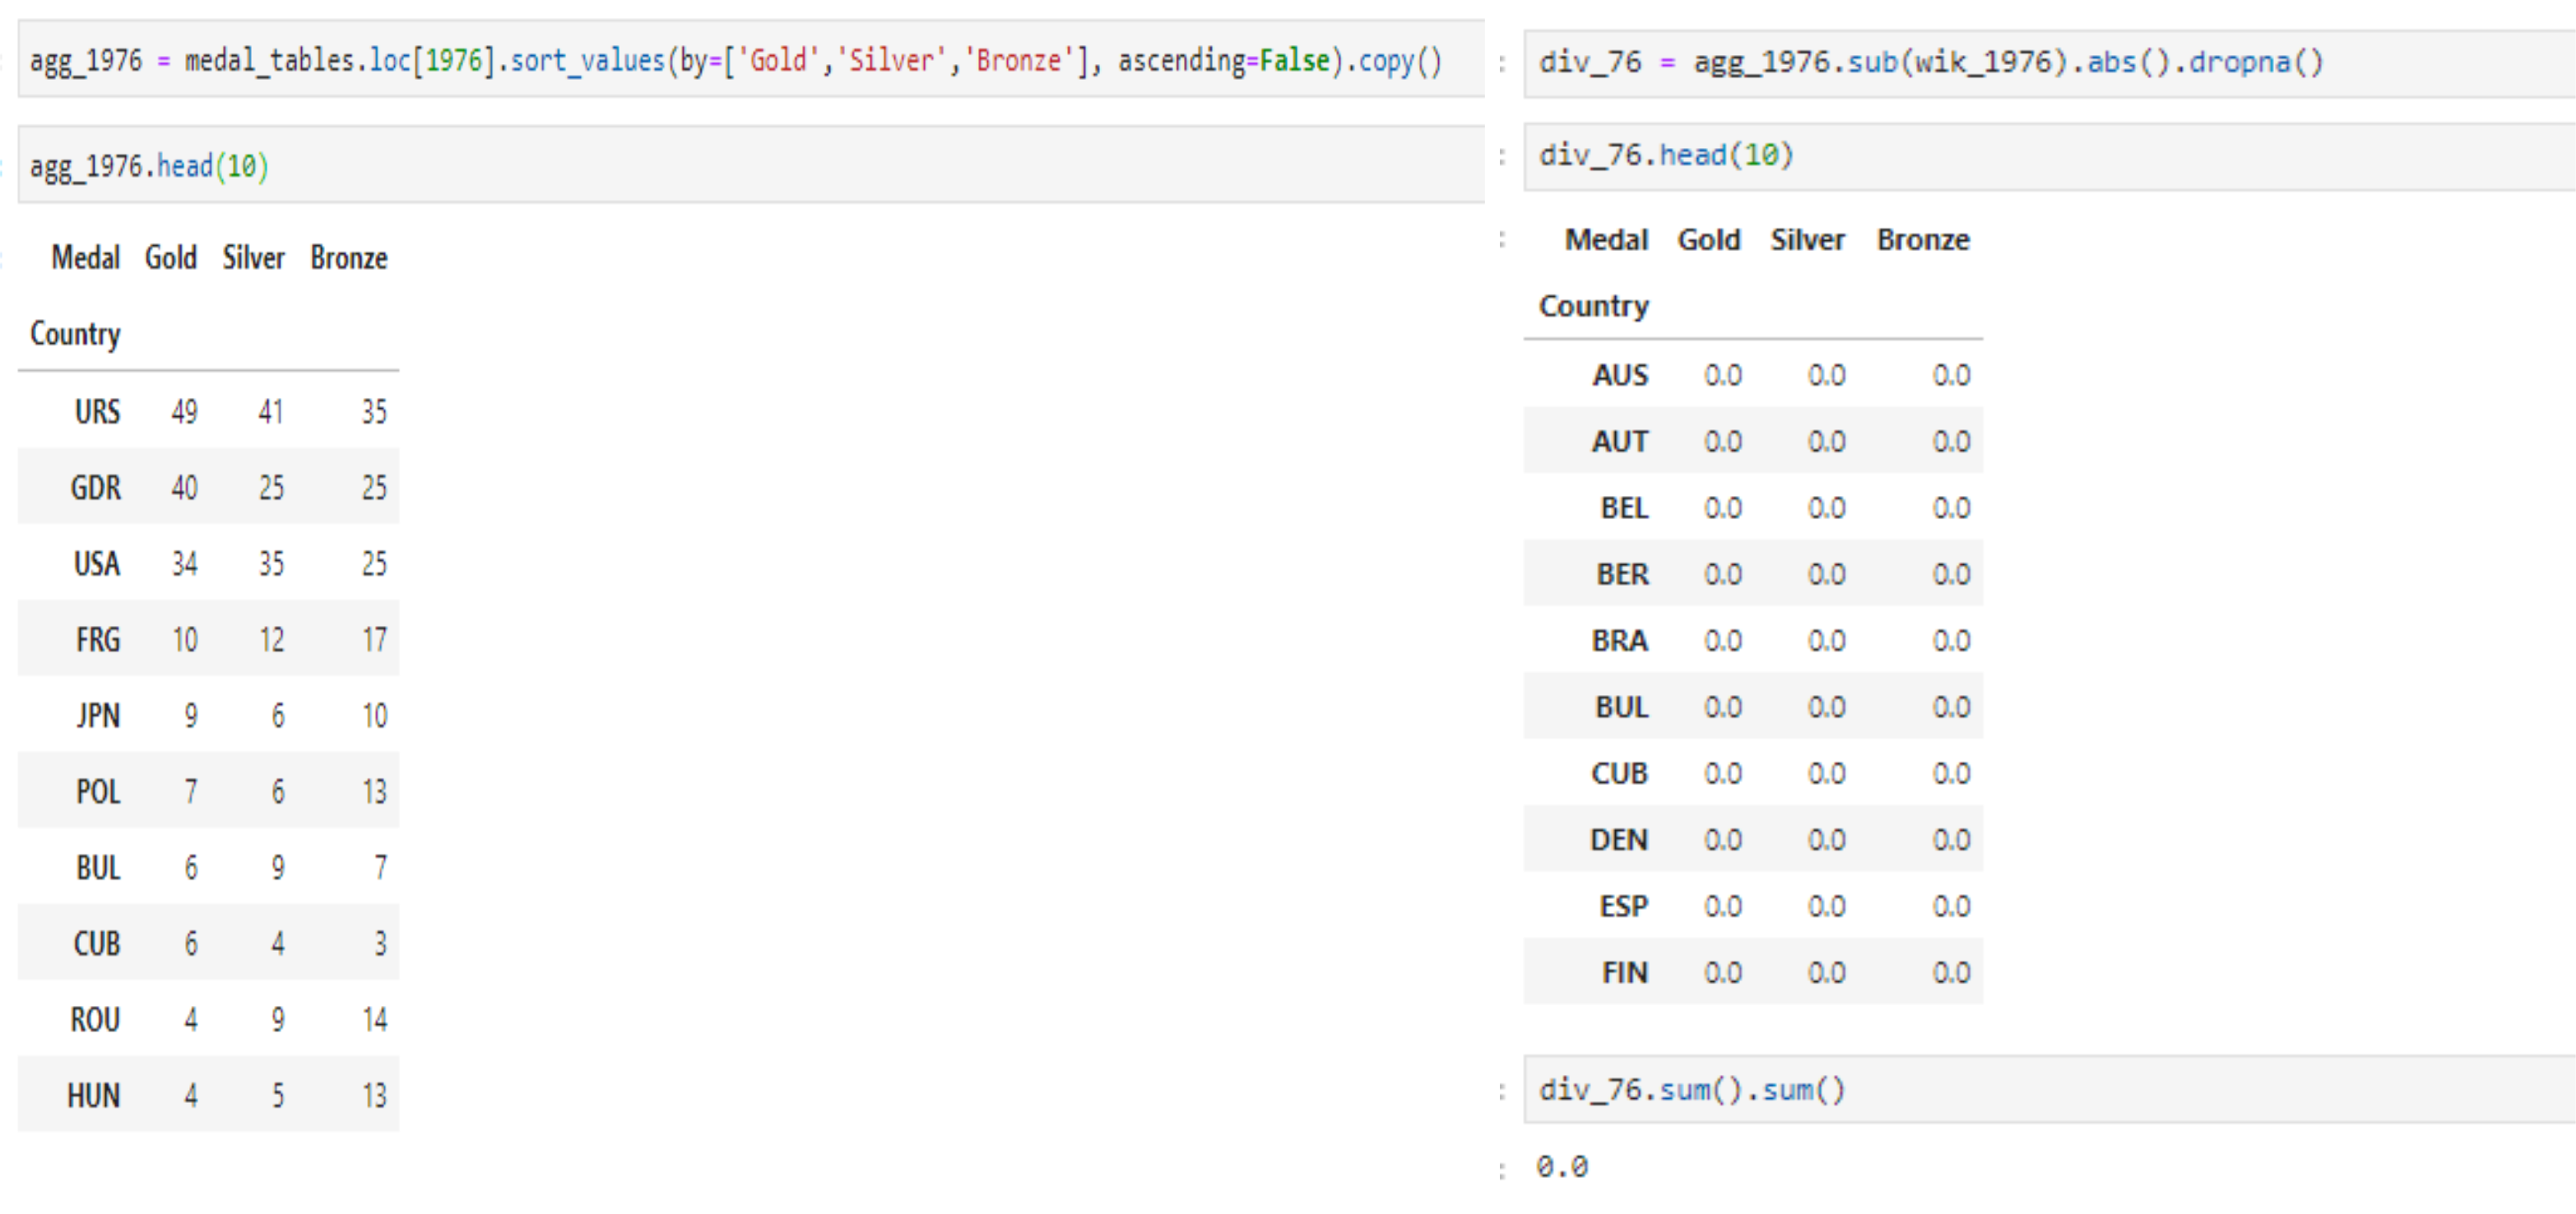 agg_1976 = medal_tables.loc[1976].sort_values(by=['Gold','Silver','Bronze'], ascending=False).copy()
agg_1976.head(10)
Medal Gold Silver Bronze
Country
URS 49 41 35
GDR 40 25 25
USA 34 35 25
FRG 10 12 17
JPN 9 6 10
POL 7 6 13
BUL 6 9 7
CUB 6 4 3
ROU 4 9 14
HUN 4 5 13
: div_76 = agg_1976.sub(wik_1976).abs().dropna()
: div_76.head(10)
: Medal Gold Silver Bronze
Country
AUS 0.0 0.0 0.0
AUT 0.0 0.0 0.0
BEL 0.0 0.0 0.0
BER 0.0 0.0 0.0
BRA 0.0 0.0 0.0
BUL 0.0 0.0 0.0
CUB 0.0 0.0 0.0
DEN 0.0 0.0 0.0
ESP 0.0 0.0 0.0
FIN 0.0 0.0 0.0
: div_76.sum().sum()
: 0.0